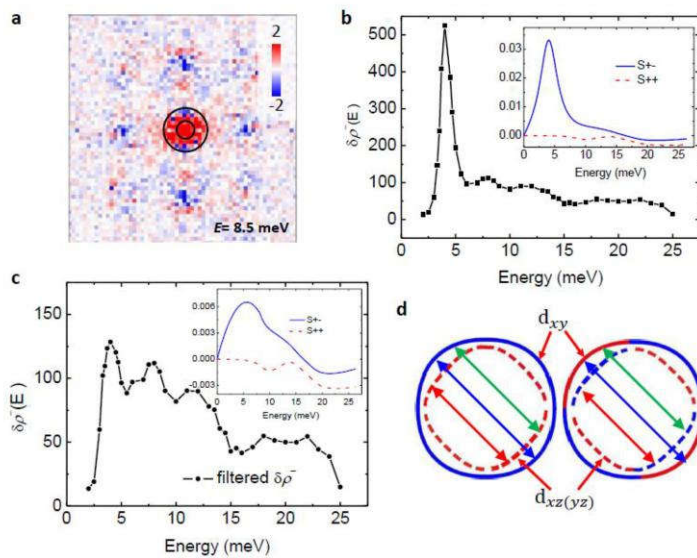 a
2
-2
E= 8.5 meV
b
500
400
300
200
100
0
δρ⁻(E )
0 5 10 15 20 25
Energy (meV)
0.03
0.02
0.01
0.00
S+-
S++
0 5 10 15 20 25
Energy (meV)
c
150
100
50
0
δρ⁻(E )
0 5 10 15 20 25
Energy (meV)
filtered δρ⁻
0.006
0.003
0.000
-0.003
S+-
S++
0 5 10 15 20 25
Energy (meV)
d
dxy
dxz(yz)